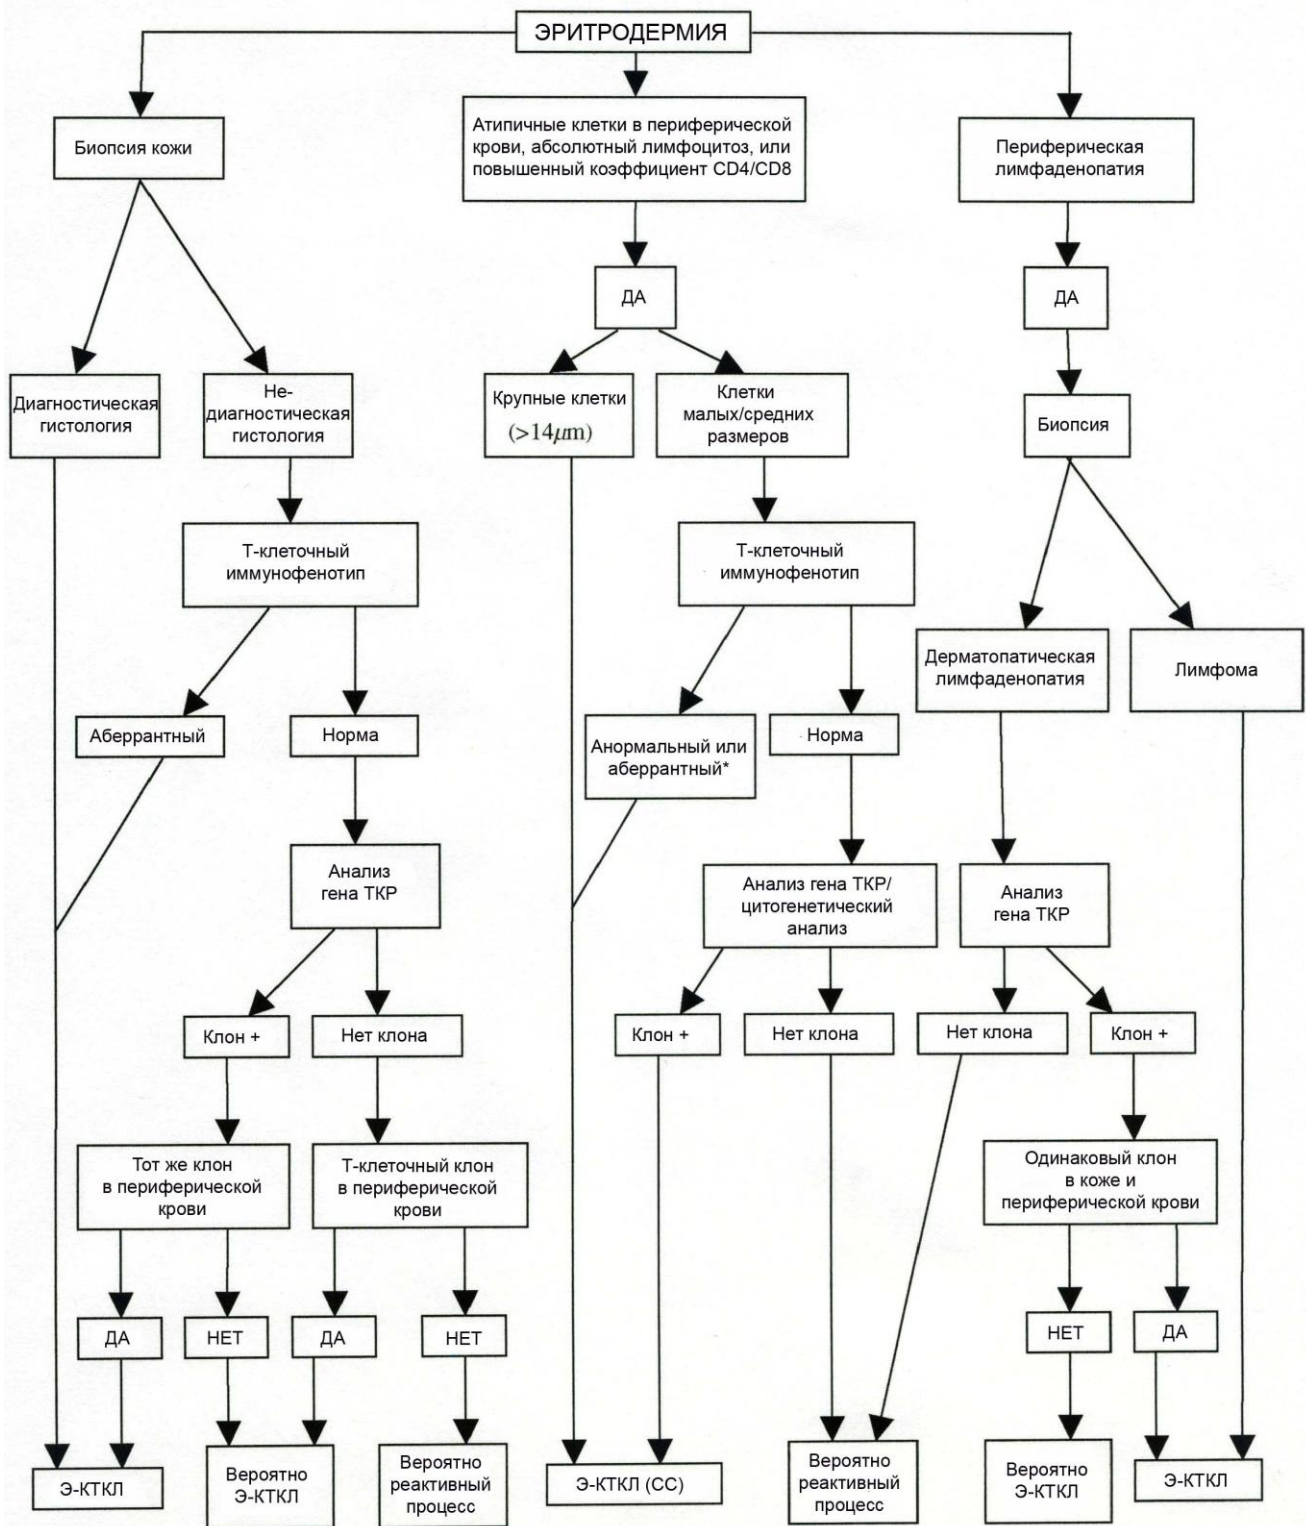 ЭРИТРОДЕРМИЯ
Биопсия кожи
Атипичные клетки в периферической
крови, абсолютный лимфоцитоз, или
повышенный коэффициент CD4/CD8
Периферическая
лимфаденопатия
ДА
ДА
Диагностическая
гистология
Не-
диагностическая
гистология
Крупные клетки
(>14μm)
Клетки
малых/средних
размеров
Биопсия
Т-клеточный
иммунофенотип
Т-клеточный
иммунофенотип
Дерматопатическая
лимфаденопатия
Лимфома
Аберрантный
Норма
Анормальный или
аберрантный*
Норма
Анализ
гена ТКР
Анализ гена ТКР/
цитогенетический
анализ
Анализ
гена ТКР
Клон +
Нет клона
Клон +
Нет клона
Нет клона
Клон +
Тот же клон
в периферической
крови
Т-клеточный клон
в периферической
крови
Одинаковый клон
в коже и
периферической крови
ДА
НЕТ
ДА
НЕТ
НЕТ
ДА
Э-КТКЛ
Вероятно
Э-КТКЛ
Вероятно
реактивный
процесс
Э-КТКЛ (СС)
Вероятно
реактивный
процесс
Вероятно
Э-КТКЛ
Э-КТКЛ